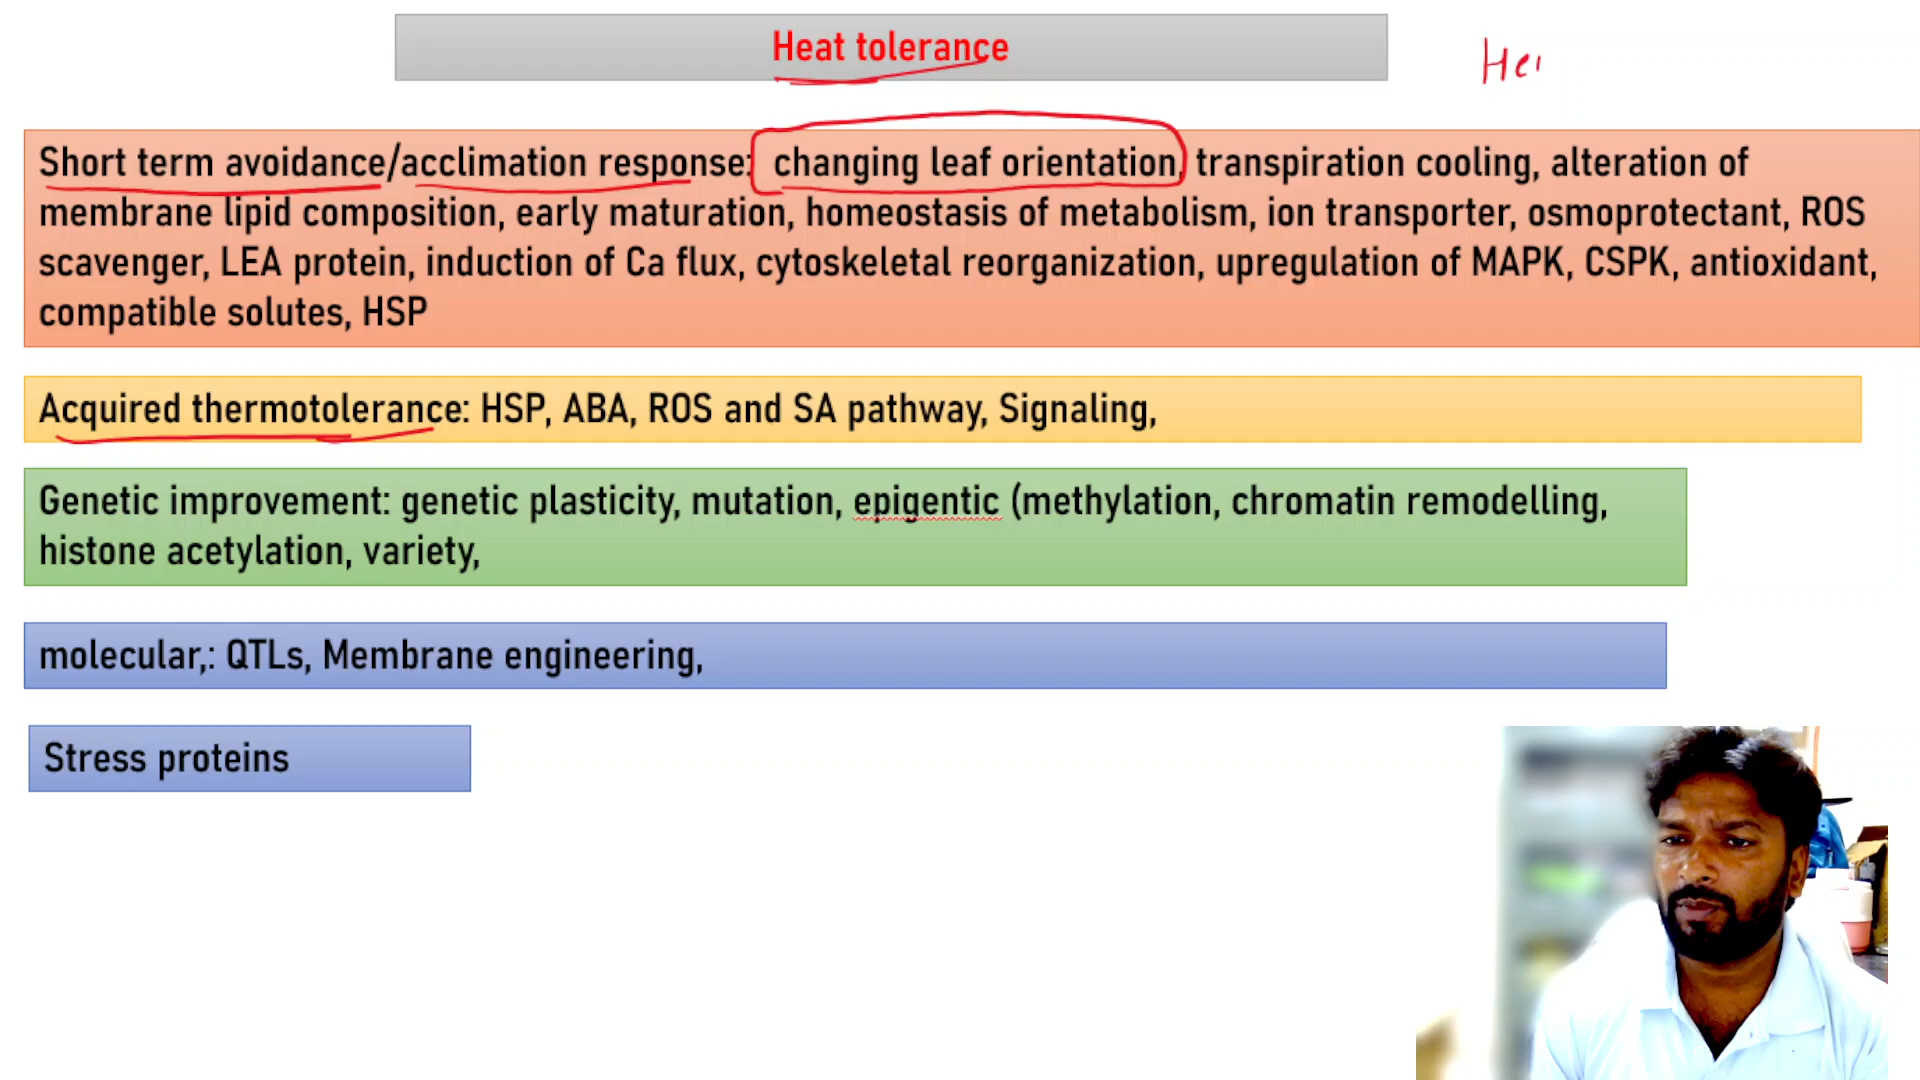 Heat tolerance
Short term avoidance/acclimation response: changing leaf orientation, transpiration cooling, alteration of
membrane lipid composition, early maturation, homeostasis of metabolism, ion transporter, osmoprotectant, ROS
scavenger, LEA protein, induction of Ca flux, cytoskeletal reorganization, upregulation of MAPK, CSPK, antioxidant,
compatible solutes, HSP
Acquired thermotolerance: HSP, ABA, ROS and SA pathway, Signaling,
Genetic improvement: genetic plasticity, mutation, epigentic (methylation, chromatin remodelling,
histone acetylation, variety,
molecular,: QTLs, Membrane engineering,
Stress proteins